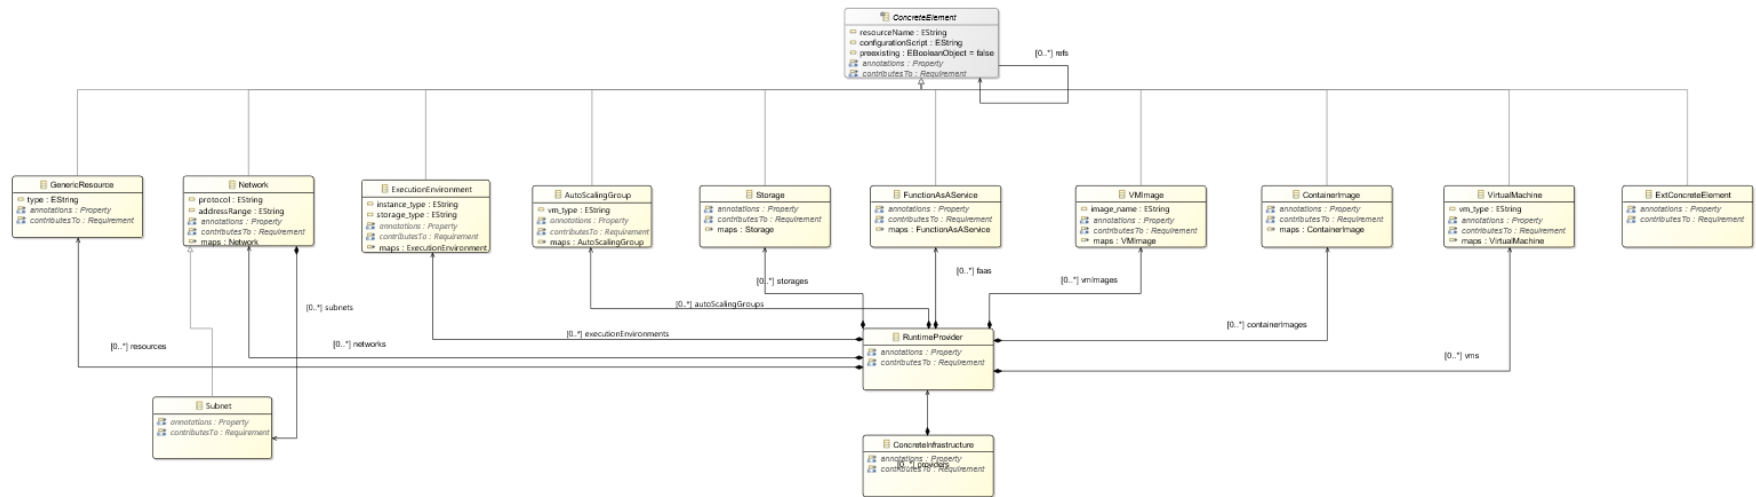 ConcreteElement
resourceName : EString
configurationScript : EString
preexisting : EBooleanObject = false
annotations : Property
contributesTo : Requirement
[0..*] refs
GenericResource
type : EString
annotations : Property
contributesTo : Requirement
Network
protocol : EString
addressRange : EString
annotations : Property
contributesTo : Requirement
maps : Network
ExecutionEnvironment
instance_type : EString
storage_type : EString
annotations : Property
contributesTo : Requirement
maps : ExecutionEnvironment
AutoScalingGroup
vm_type : EString
annotations : Property
contributesTo : Requirement
maps : AutoScalingGroup
Storage
annotations : Property
contributesTo : Requirement
maps : Storage
FunctionAsAService
annotations : Property
contributesTo : Requirement
maps : FunctionAsAService
VMImage
image_name : EString
annotations : Property
contributesTo : Requirement
maps : VMImage
ContainerImage
annotations : Property
contributesTo : Requirement
maps : ContainerImage
VirtualMachine
vm_type : EString
annotations : Property
contributesTo : Requirement
maps : VirtualMachine
ExtConcreteElement
annotations : Property
contributesTo : Requirement
[0..*] faas
[0..*] storages
[0..*] vmImages
[0..*] subnets
[0..*] autoScalingGroups
[0..*] containerImages
[0..*] executionEnvironments
[0..*] resources
[0..*] networks
[0..*] vms
RuntimeProvider
annotations : Property
contributesTo : Requirement
Subnet
annotations : Property
contributesTo : Requirement
ConcreteInfrastructure
annotations : Property
[0..*] providers
contributesTo : Requirement